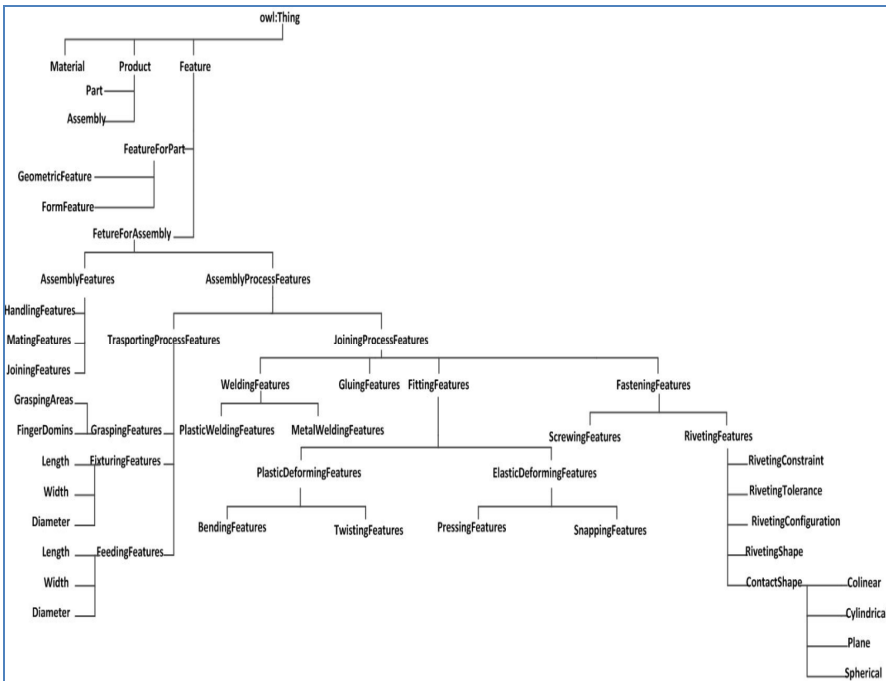 owl:Thing
Material Product Feature
Part
Assembly
FeatureForPart
GeometricFeature
FormFeature
FetureForAssembly
AssemblyFeatures AssemblyProcessFeatures
HandlingFeatures
MatingFeatures TrasportingProcessFeatures JoiningProcessFeatures
JoiningFeatures
WeldingFeatures GluingFeatures FittingFeatures FasteningFeatures
GraspingAreas
FingerDomins GraspingFeatures PlasticWeldingFeatures MetalWeldingFeatures ScrewingFeatures RivetingFeatures
Length FixturingFeatures RivetingConstraint
PlasticDeformingFeatures ElasticDeformingFeatures
Width RivetingTolerance
Diameter BendingFeatures TwistingFeatures PressingFeatures SnappingFeatures RivetingConfiguration
Length FeedingFeatures RivetingShape
Width ContactShape Colinear
Diameter Cylindrica
Plane
Spherical